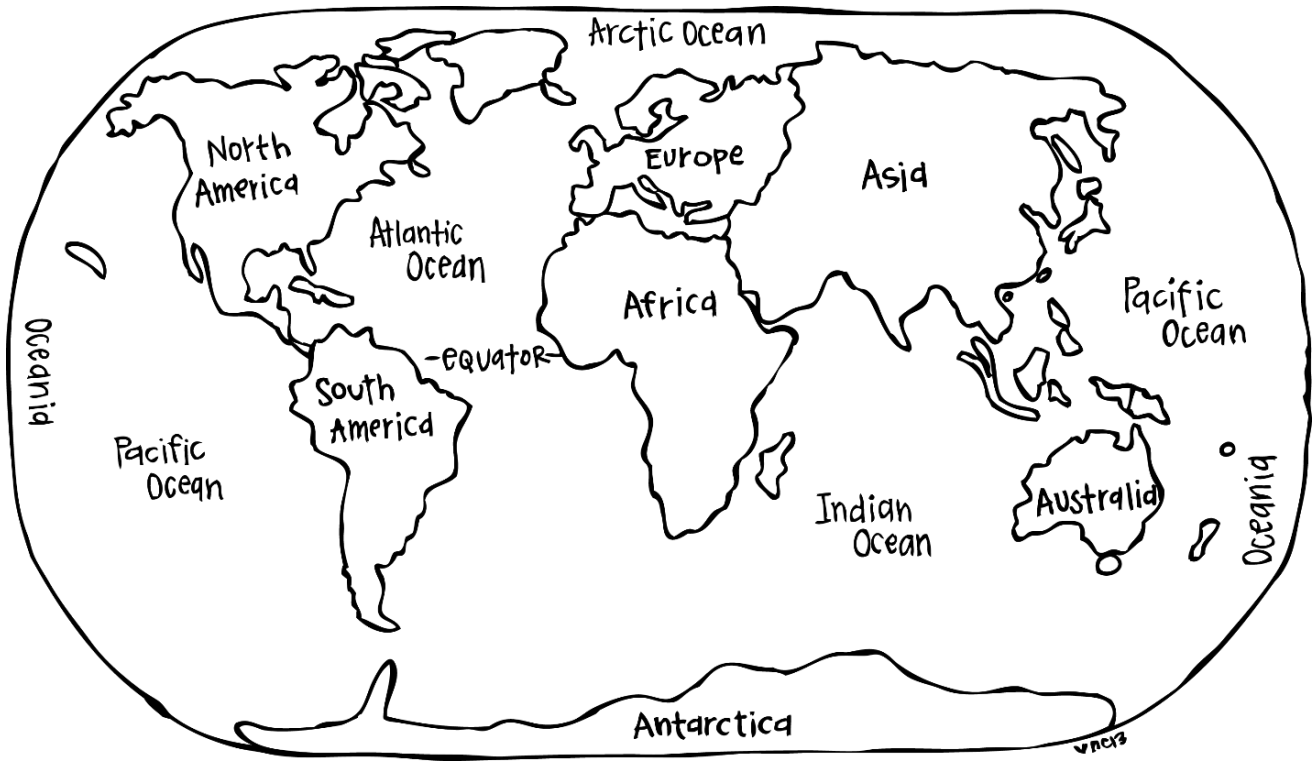 Arctic Ocean
North
America
Europe
Asia
Atlantic
Ocean
Africa
Pacific
Ocean
Oceania
-equator-
South
America
Pacific
Ocean
Indian
Ocean
Australia
Oceania
Antarctica